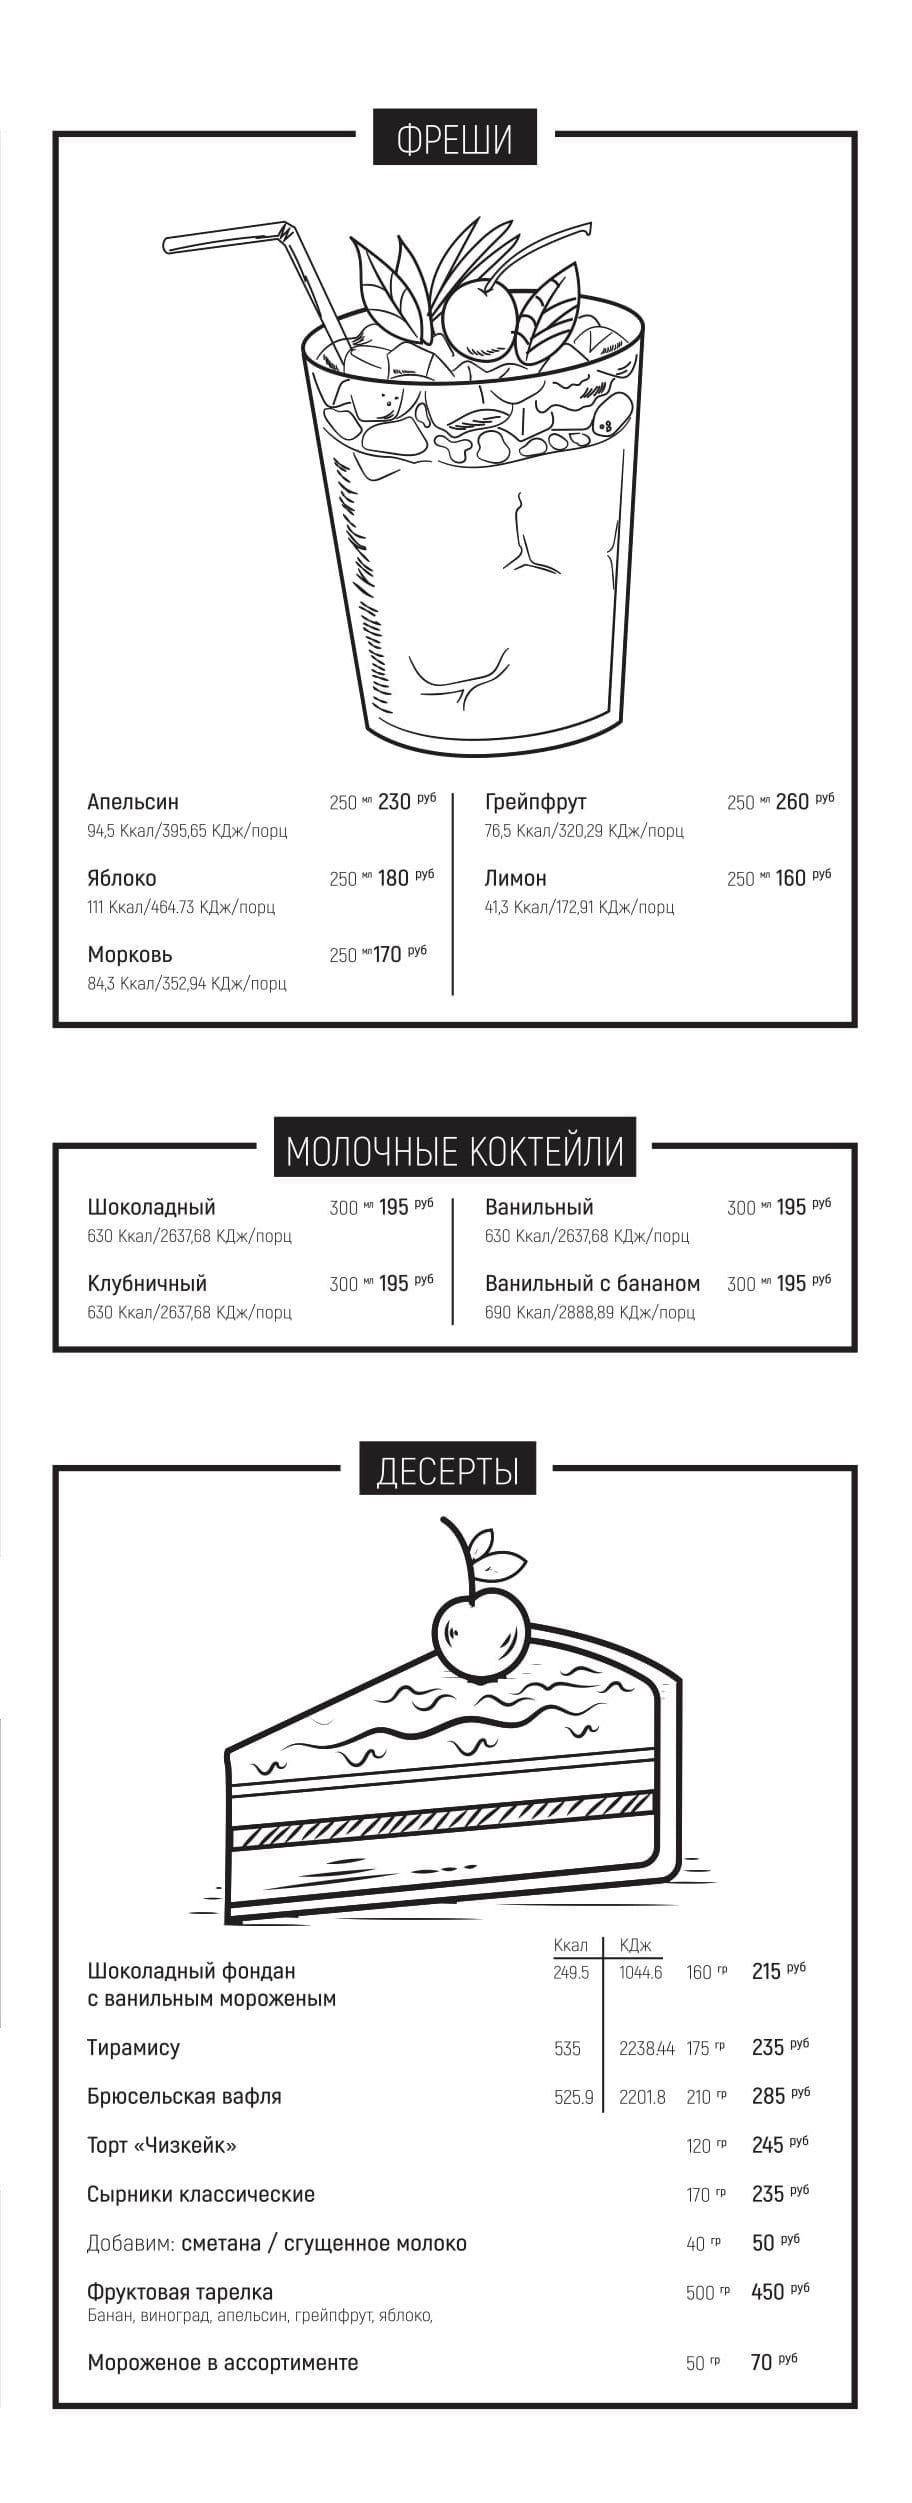 ФРЕШИ
Апельсин 250 мл 230 руб
94,5 Ккал/395,65 КДж/порц
Яблоко 250 мл 180 руб
111 Ккал/464.73 КДж/порц
Морковь 250 мл 170 руб
84,3 Ккал/352,94 КДж/порц
Грейпфрут 250 мл 260 руб
76,5 Ккал/320,29 КДж/порц
Лимон 250 мл 160 руб
41,3 Ккал/172,91 КДж/порц
МОЛОЧНЫЕ КОКТЕЙЛИ
Шоколадный 300 мл 195 руб
630 Ккал/2637,68 КДж/порц
Клубничный 300 мл 195 руб
630 Ккал/2637,68 КДж/порц
Ванильный 300 мл 195 руб
630 Ккал/2637,68 КДж/порц
Ванильный с бананом 300 мл 195 руб
690 Ккал/2888,89 КДж/порц
ДЕСЕРТЫ
Ккал КДж
Шоколадный фондан 249.5 1044.6 160 гр 215 руб
с ванильным мороженым
Тирамису 535 2238.44 175 гр 235 руб
Брюсельская вафля 525.9 2201.8 210 гр 285 руб
Торт «Чизкейк» 120 гр 245 руб
Сырники классические 170 гр 235 руб
Добавим: сметана / сгущенное молоко 40 гр 50 руб
Фруктовая тарелка 500 гр 450 руб
Банан, виноград, апельсин, грейпфрут, яблоко,
Мороженое в ассортименте 50 гр 70 руб